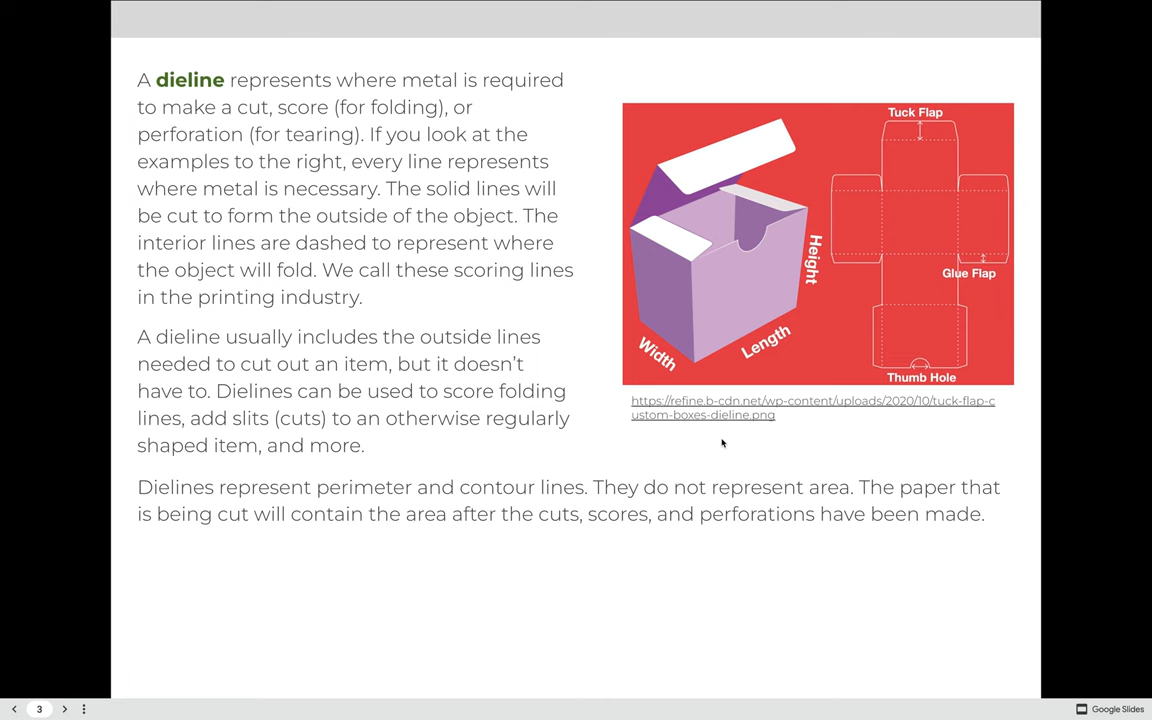 A dieline represents where metal is required
to make a cut, score (for folding), or
perforation (for tearing). If you look at the
examples to the right, every line represents
where metal is necessary. The solid lines will
be cut to form the outside of the object. The
interior lines are dashed to represent where
the object will fold. We call these scoring lines
in the printing industry.
A dieline usually includes the outside lines
needed to cut out an item, but it doesn’t
have to. Dielines can be used to score folding
lines, add slits (cuts) to an otherwise regularly
shaped item, and more.
Tuck Flap
Height
Glue Flap
Width
Length
Thumb Hole
https://refine.b-cdn.net/wp-content/uploads/2020/10/tuck-flap-c
ustom-boxes-dieline.png
Dielines represent perimeter and contour lines. They do not represent area. The paper that
is being cut will contain the area after the cuts, scores, and perforations have been made.
3
Google Slides